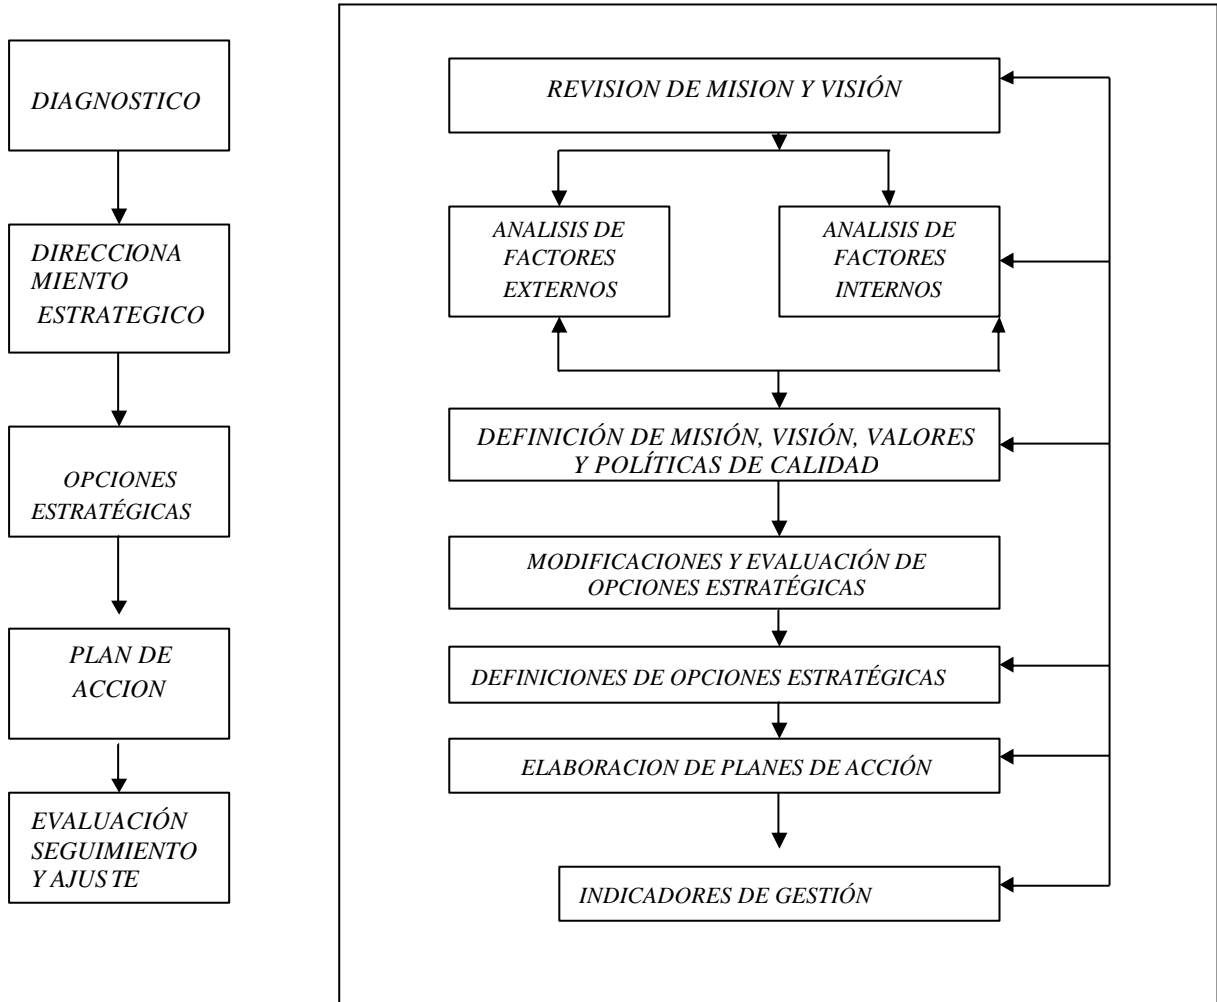 DIAGNOSTICO
DIRECCIONA
MIENTO
ESTRATEGICO
OPCIONES
ESTRATÉGICAS
PLAN DE
ACCION
EVALUACIÓN
SEGUIMIENTO
Y AJUSTE
REVISION DE MISION Y VISIÓN
ANALISIS DE
FACTORES
EXTERNOS
ANALISIS DE
FACTORES
INTERNOS
DEFINICIÓN DE MISIÓN, VISIÓN, VALORES
Y POLÍTICAS DE CALIDAD
MODIFICACIONES Y EVALUACIÓN DE
OPCIONES ESTRATÉGICAS
DEFINICIONES DE OPCIONES ESTRATÉGICAS
ELABORACION DE PLANES DE ACCIÓN
INDICADORES DE GESTIÓN